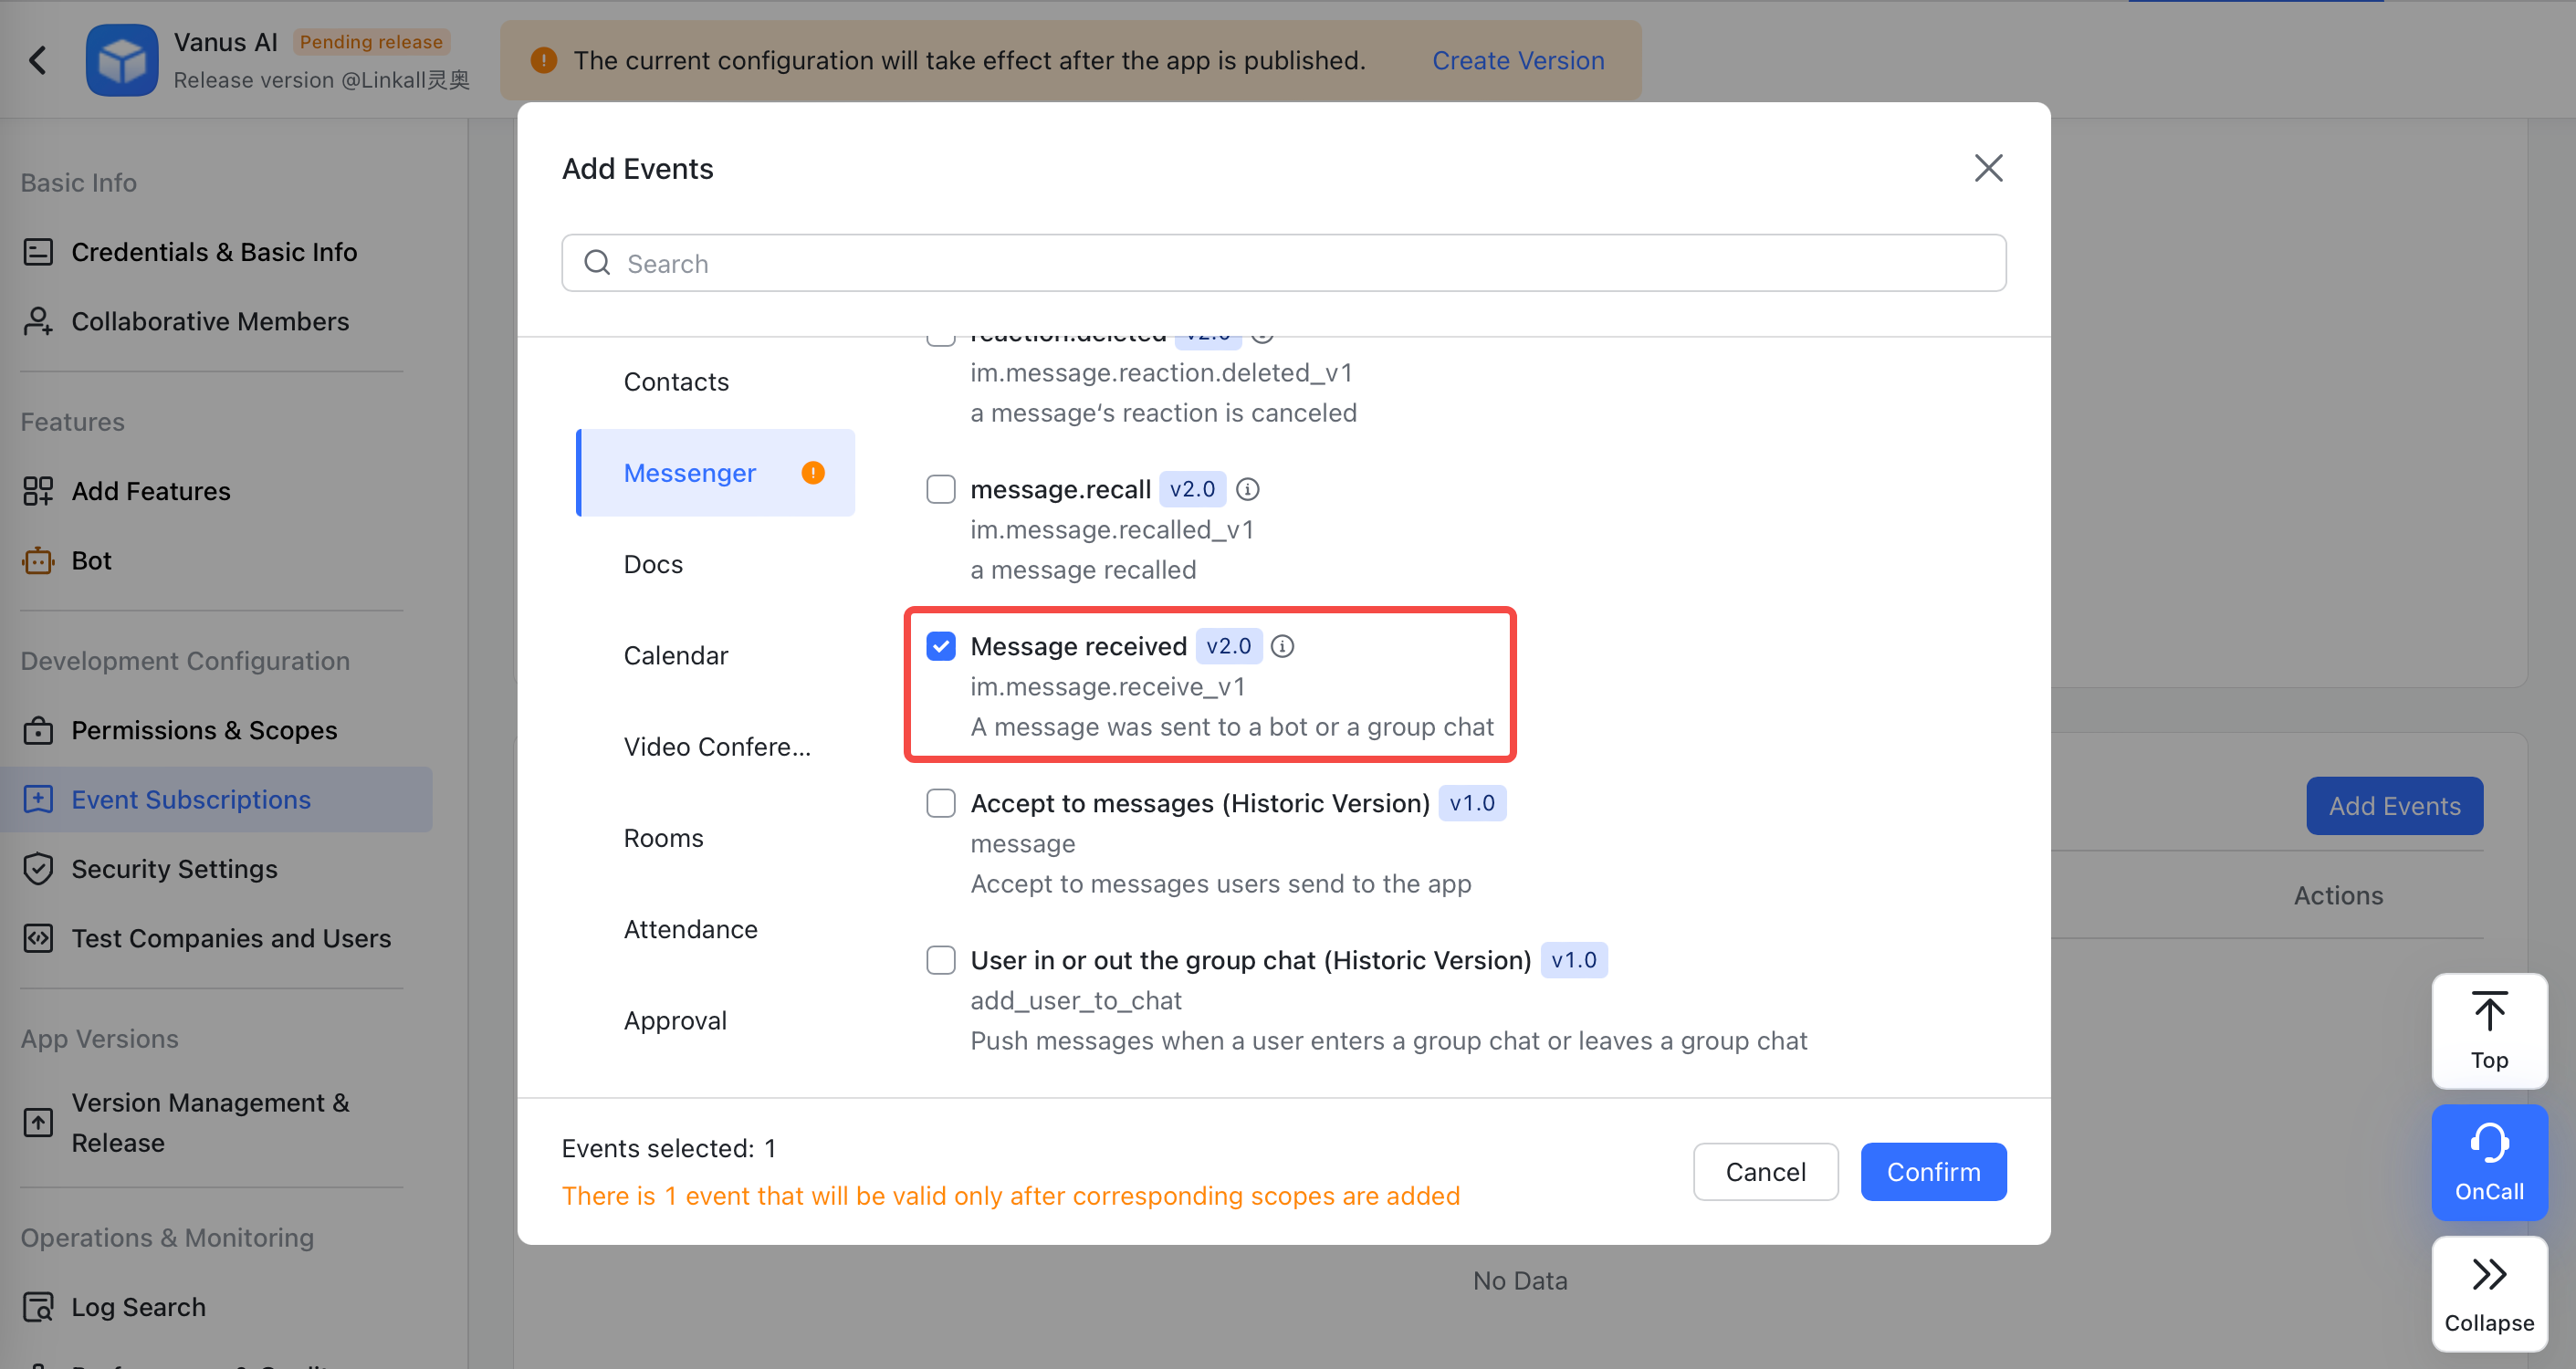 Vanus AI Pending release
Release version @Linkall灵奥
The current configuration will take effect after the app is published. Create Version
Basic Info
Credentials & Basic Info
Collaborative Members
Features
Add Features
Bot
Development Configuration
Permissions & Scopes
Event Subscriptions
Security Settings
Test Companies and Users
App Versions
Version Management &
Release
Operations & Monitoring
Log Search
Add Events
Search
Contacts
Messenger
Docs
Calendar
Video Confere...
Rooms
Attendance
Approval
reaction.deleted v2.0
im.message.reaction.deleted_v1
a message‘s reaction is canceled
message.recall v2.0
im.message.recalled_v1
a message recalled
Message received v2.0
im.message.receive_v1
A message was sent to a bot or a group chat
Accept to messages (Historic Version) v1.0
message
Accept to messages users send to the app
User in or out the group chat (Historic Version) v1.0
add_user_to_chat
Push messages when a user enters a group chat or leaves a group chat
Events selected: 1
There is 1 event that will be valid only after corresponding scopes are added
Cancel Confirm
Add Events
Actions
No Data
Top
OnCall
Collapse